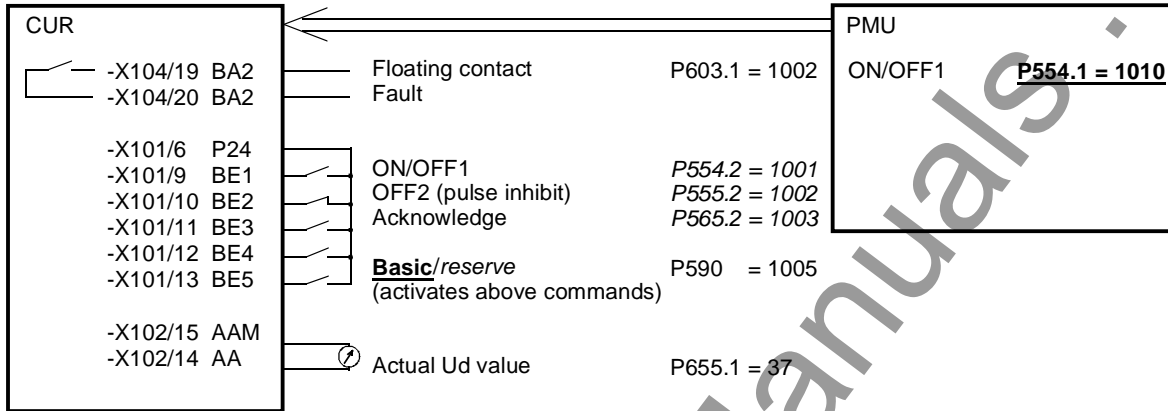 CUR
PMU
-X104/19 BA2 Floating contact P603.1 = 1002
-X104/20 BA2 Fault
ON/OFF1 P554.1 = 1010
-X101/6 P24
-X101/9 BE1 ON/OFF1 P554.2 = 1001
-X101/10 BE2 OFF2 (pulse inhibit) P555.2 = 1002
-X101/11 BE3 Acknowledge P565.2 = 1003
-X101/12 BE4
-X101/13 BE5 Basic/reserve P590 = 1005
(activates above commands)
-X102/15 AAM
-X102/14 AA Actual Ud value P655.1 = 37
manuals .